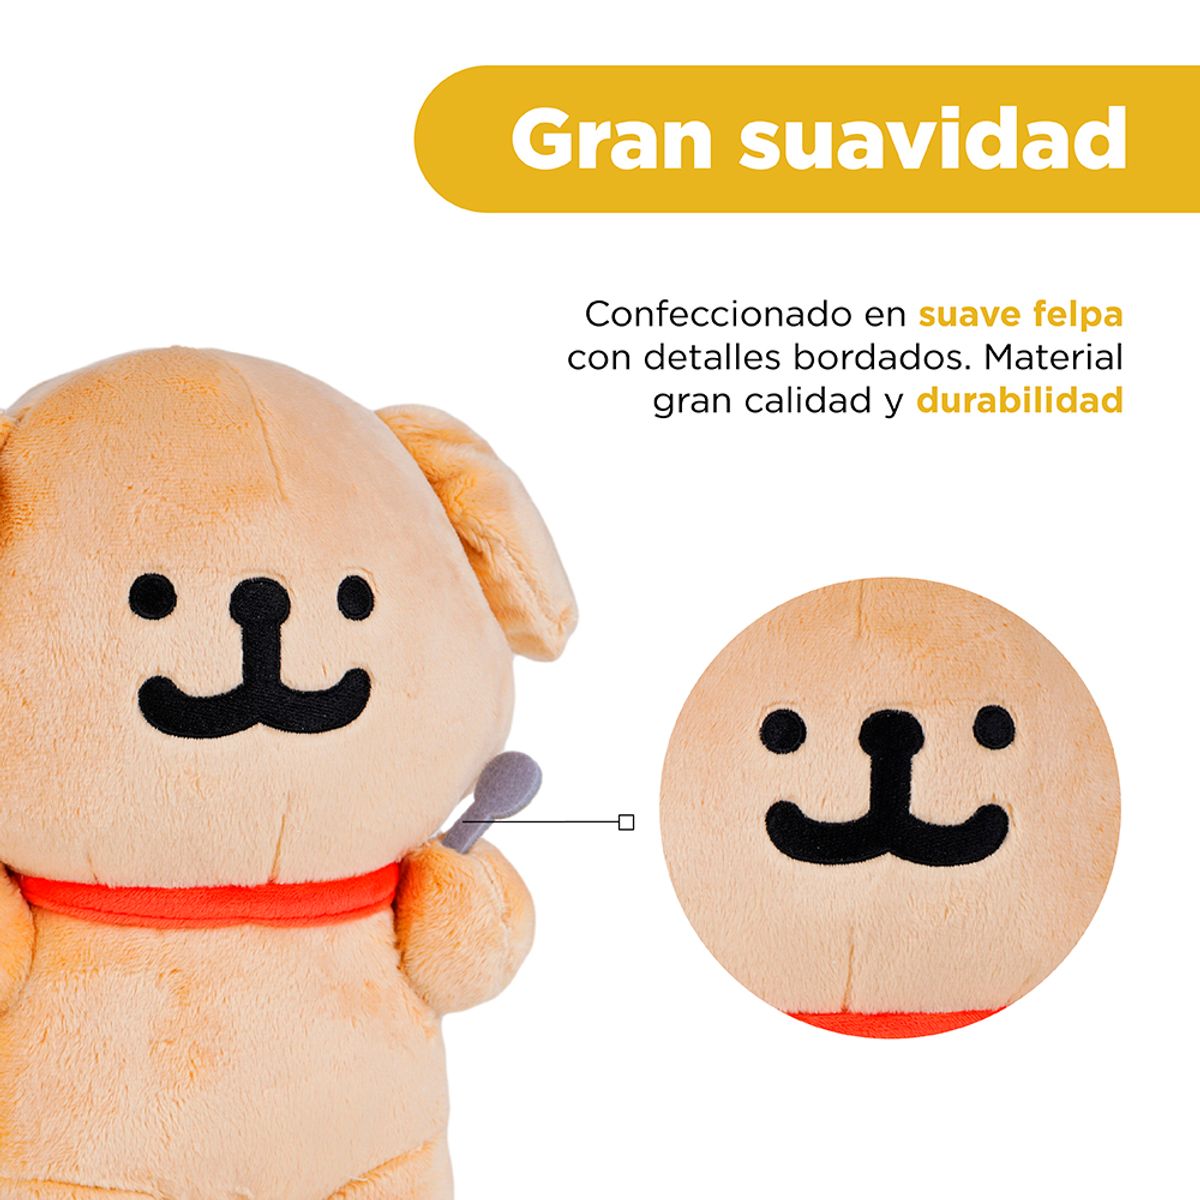 Gran suavidad
Confeccionado en suave felpa
con detalles bordados. Material
gran calidad y durabilidad